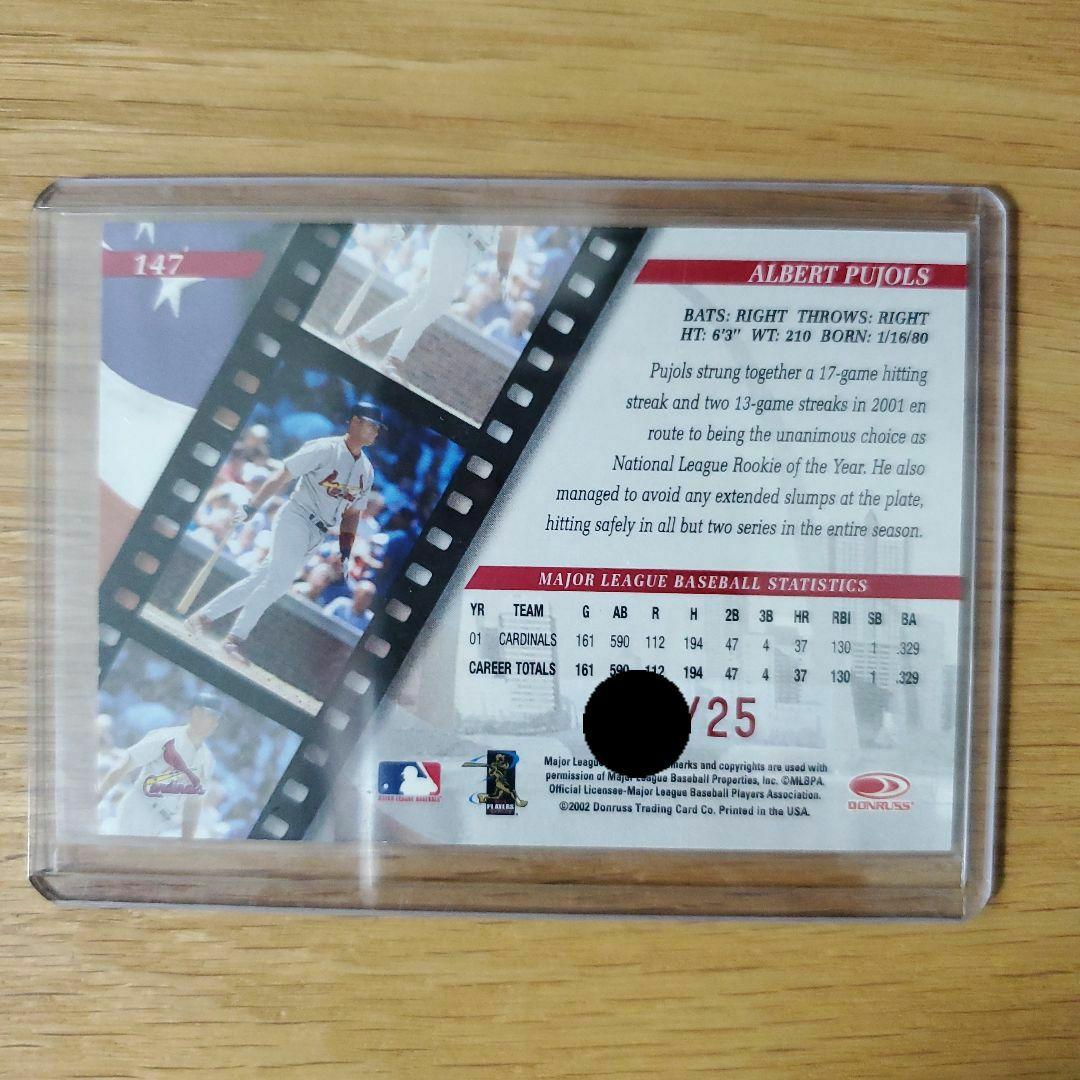 147
ALBERT PUJOLS
BATS: RIGHT THROWS: RIGHT
HT: 6'3" WT: 210 BORN: 1/16/80
Pujols strung together a 17-game hitting
streak and two 13-game streaks in 2001 en
route to being the unanimous choice as
National League Rookie of the Year. He also
managed to avoid any extended slumps at the plate,
hitting safely in all but two series in the entire season.
MAJOR LEAGUE BASEBALL STATISTICS
YR TEAM G AB R H 2B 3B HR RBI SB BA
01 CARDINALS 161 590 112 194 47 4 37 130 1 .329
CAREER TOTALS 161 590 112 194 47 4 37 130 1 .329
/25
Major League marks and copyrights are used with
permission of Major League Baseball Properties, Inc. ©MLBPA.
Official Licensee-Major League Baseball Players Association.
©2002 Donruss Trading Card Co. Printed in the USA.
MAJOR LEAGUE BASEBALL
PLAYERS
DONRUSS
Cardinals